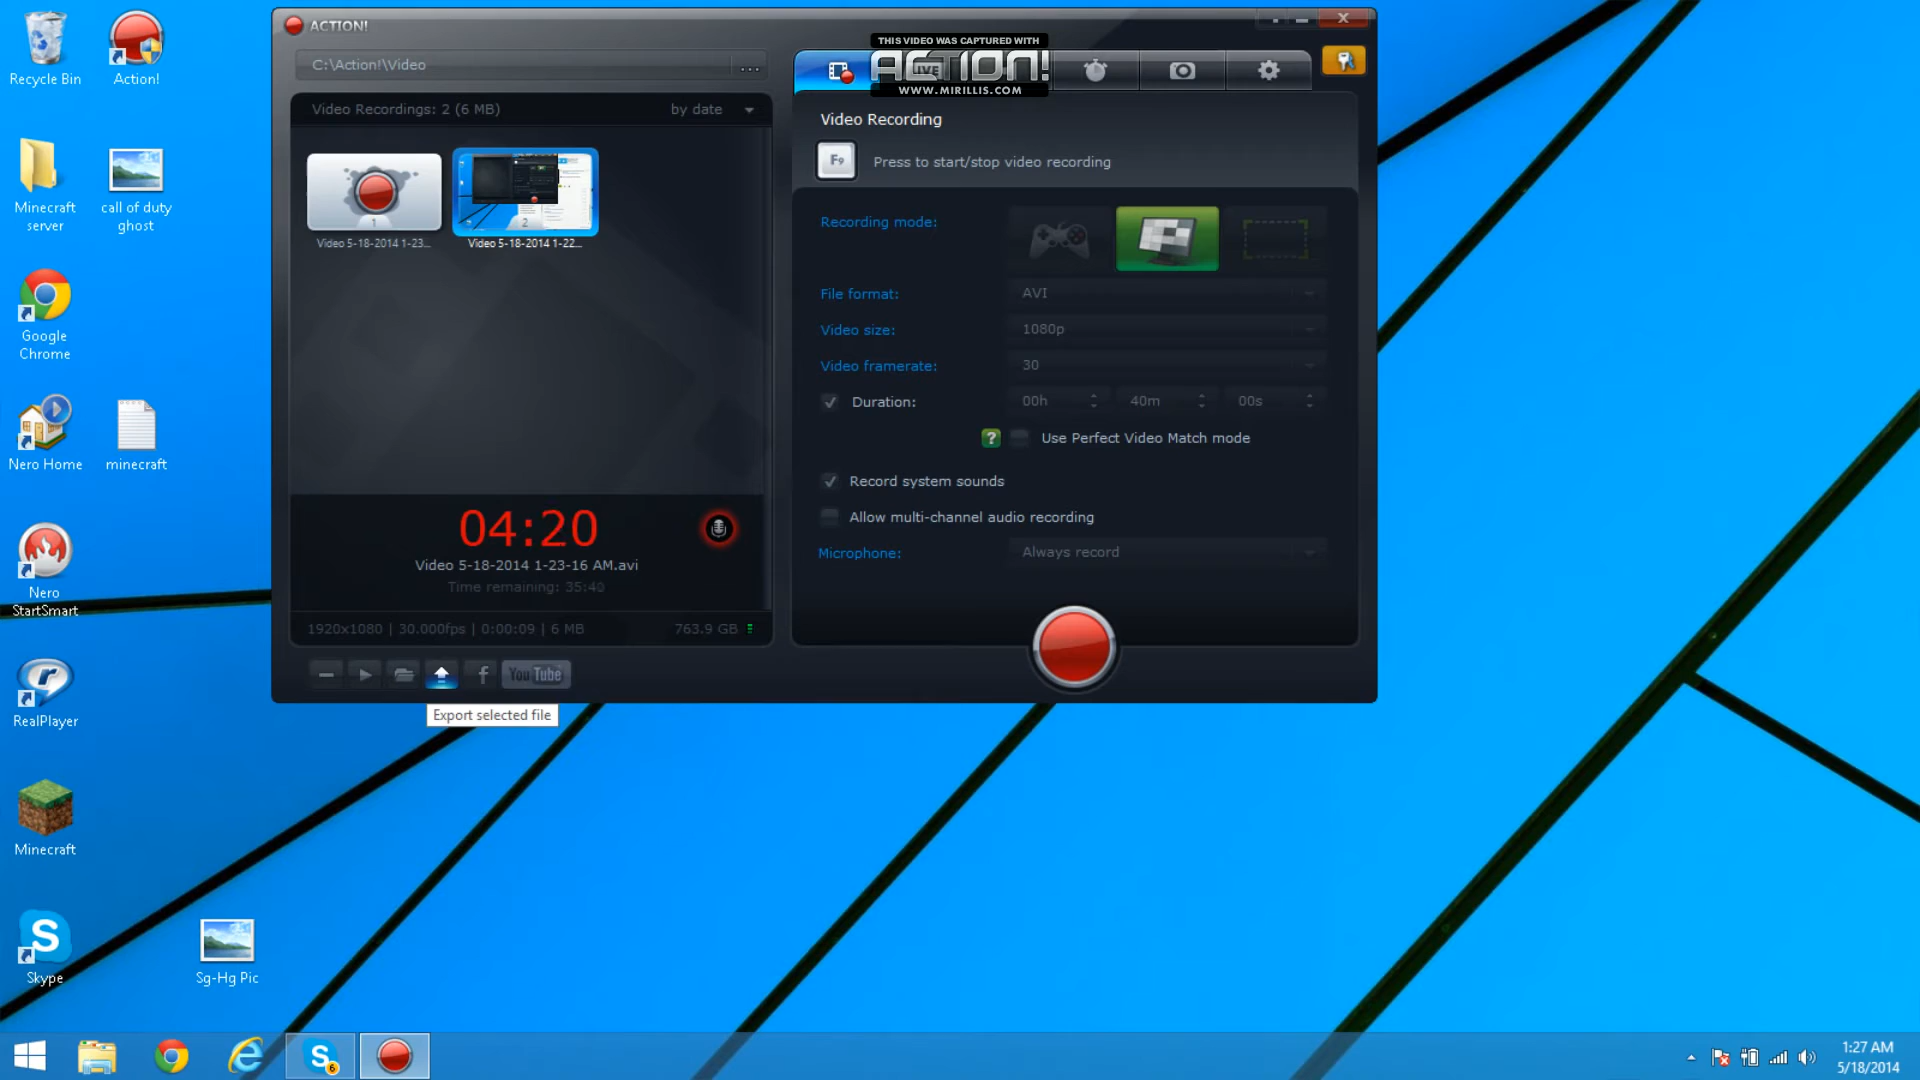 Recycle Bin
Action!
Minecraft
server
call of duty
ghost
Google
Chrome
Nero Home
minecraft
Nero
StartSmart
RealPlayer
Minecraft
Skype
Sg-Hg Pic
ACTION!
C:\Action!\Video
...
Video Recordings: 2 (6 MB)
by date
1
Video 5-18-2014 1-23...
2
Video 5-18-2014 1-22...
04:20
Video 5-18-2014 1-23-16 AM.avi
Time remaining: 35:40
1920x1080 | 30.000fps | 0:00:09 | 6 MB
763.9 GB
f
You Tube
Export selected file
THIS VIDEO WAS CAPTURED WITH
ACTION!
WWW.MIRILLIS.COM
LIVE
Video Recording
F9
Press to start/stop video recording
Recording mode:
File format:
AVI
Video size:
1080p
Video framerate:
30
Duration:
00h
40m
00s
?
Use Perfect Video Match mode
Record system sounds
Allow multi-channel audio recording
Microphone:
Always record
6
1:27 AM
5/18/2014